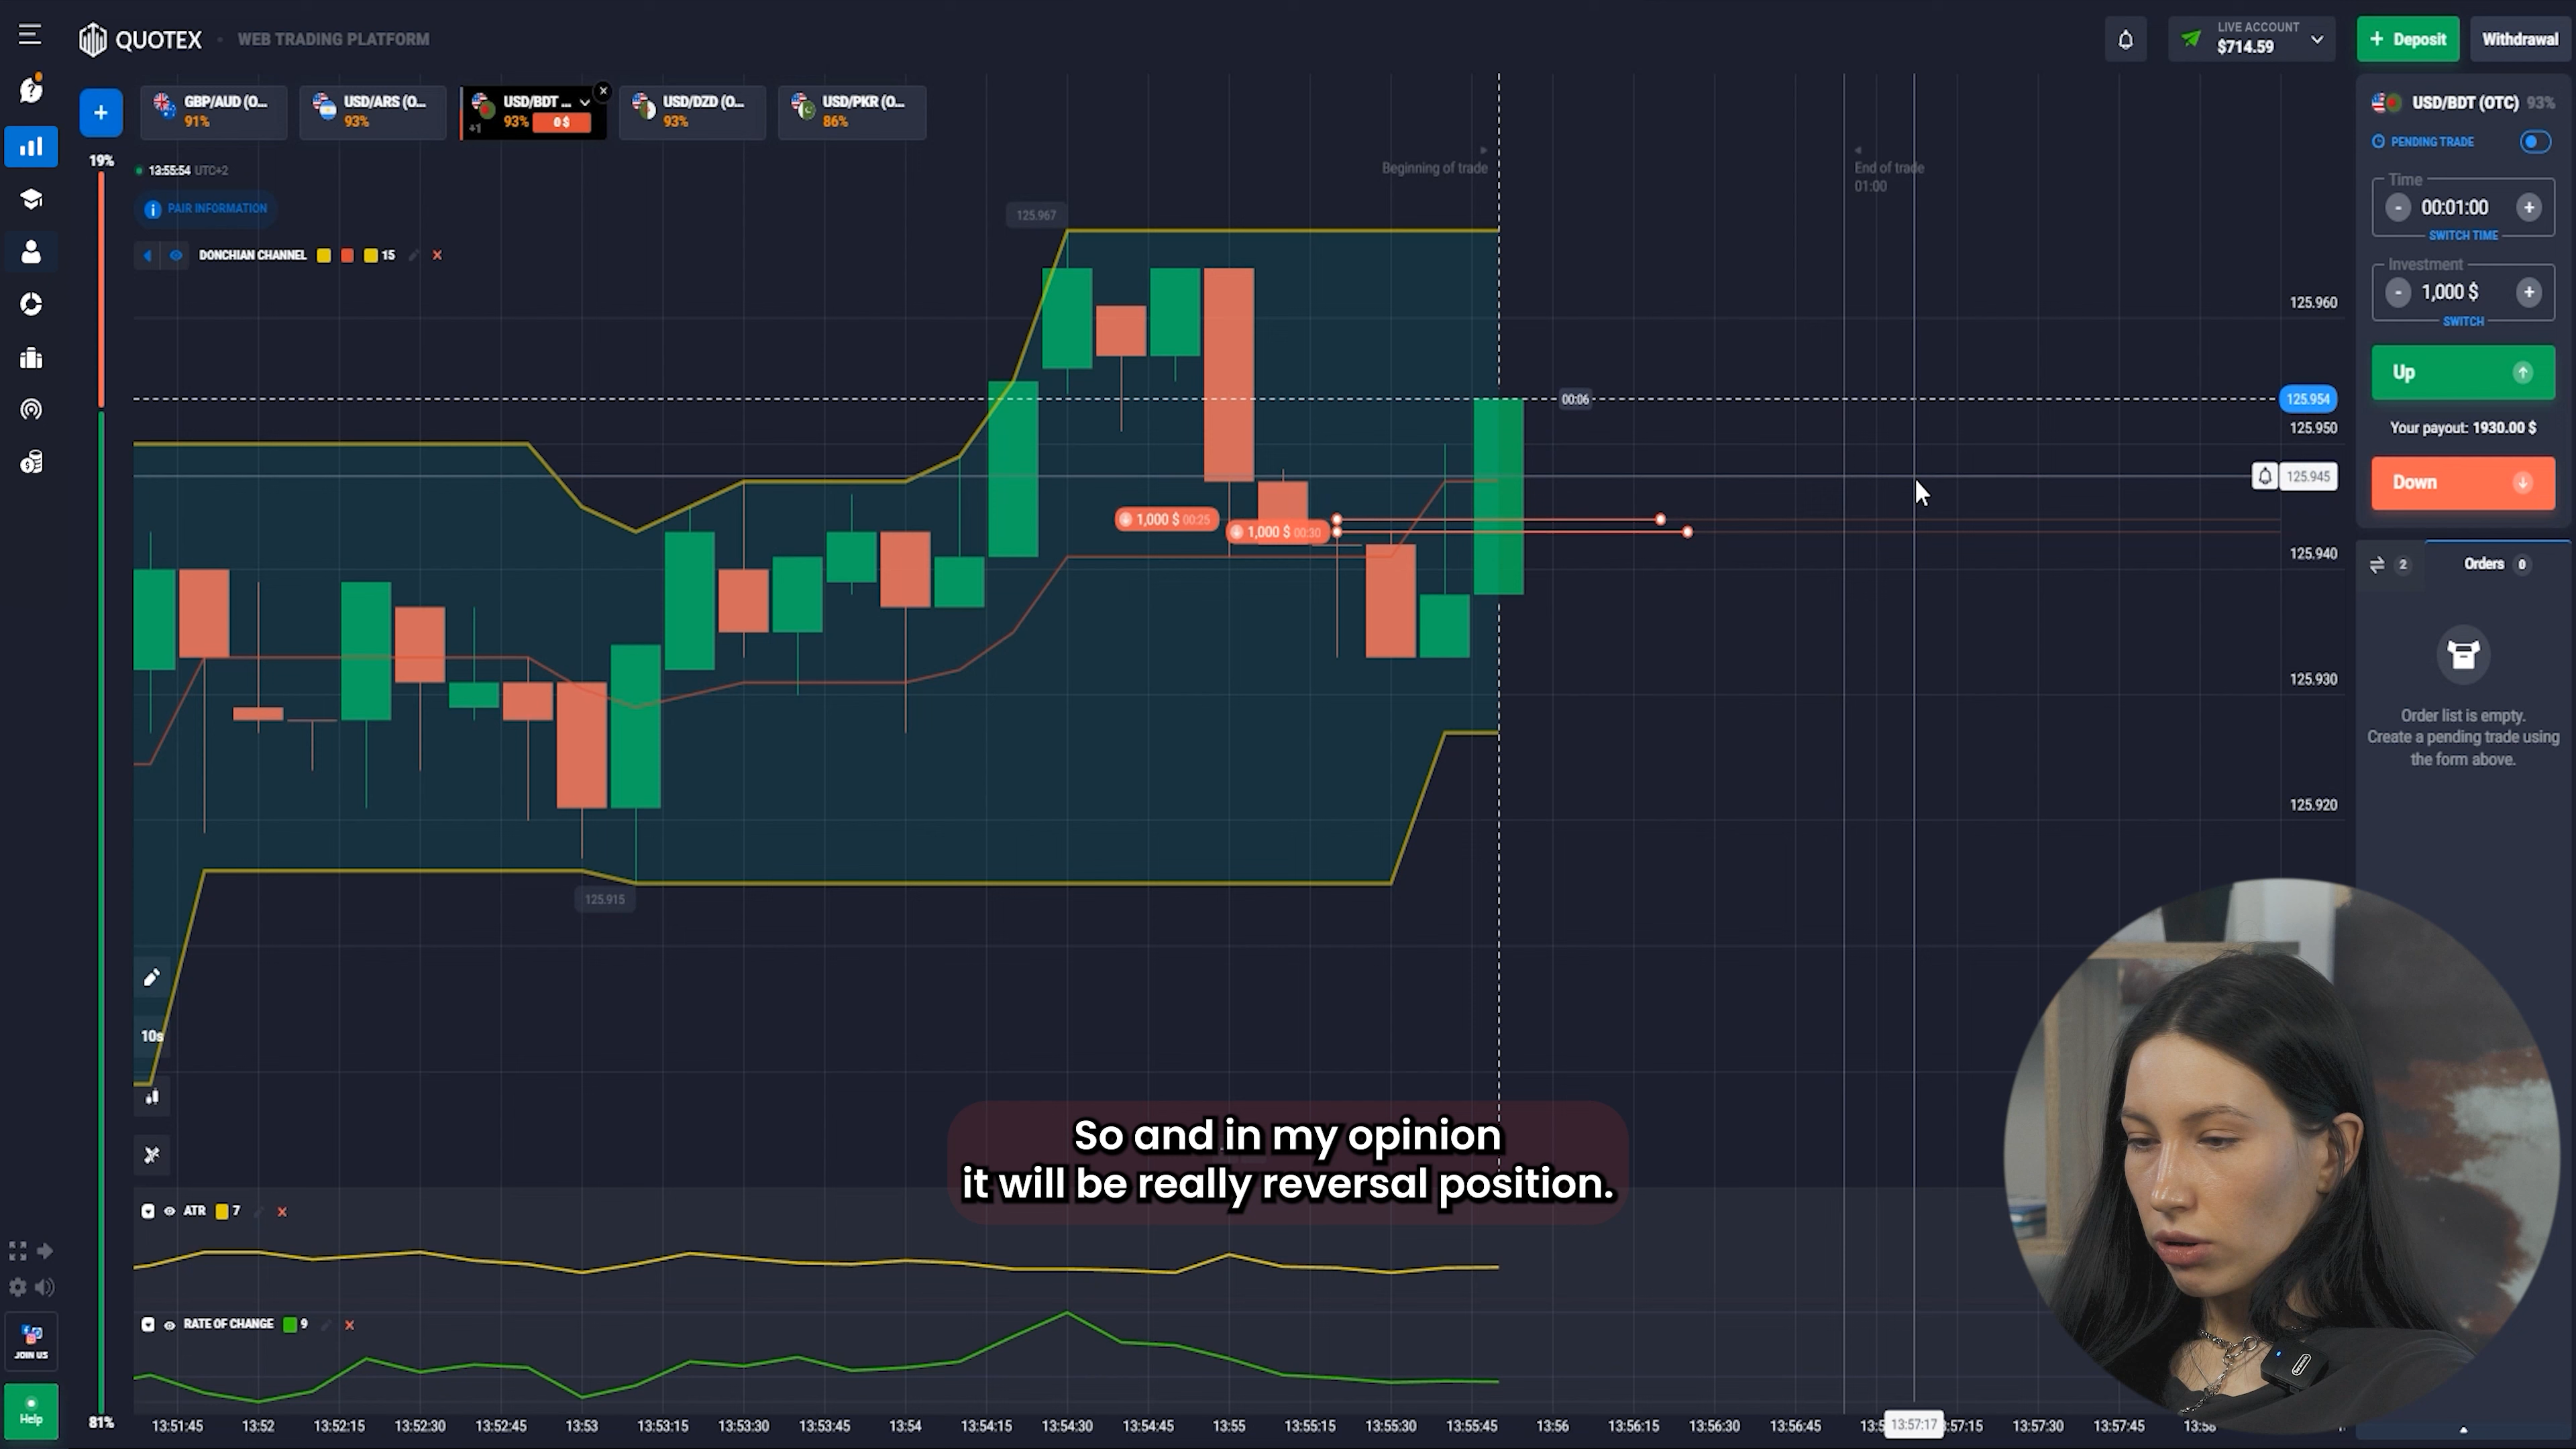 QUOTEX
WEB TRADING PLATFORM
LIVE ACCOUNT
$714.59
+ Deposit
Withdrawal
GBP/AUD (O...
91%
USD/ARS (O...
93%
USD/BDT ...
+1
93%
0 $
USD/DZD (O...
93%
USD/PKR (O...
86%
19%
13:55:54 UTC+2
PAIR INFORMATION
DONCHIAN CHANNEL 15
Beginning of trade
End of trade
01:00
125.967
125.960
00:06
125.954
125.950
125.945
1,000 $ 00:25
1,000 $ 00:30
125.940
125.930
125.920
125.915
USD/BDT (OTC) 93%
PENDING TRADE
Time
- 00:01:00 +
SWITCH TIME
Investment
- 1,000 $ +
SWITCH
Up
Your payout: 1930.00 $
Down
2
Orders 0
Order list is empty.
Create a pending trade using
the form above.
10s
So and in my opinion
it will be really reversal position.
ATR 7
RATE OF CHANGE 9
JOIN US
Help
81%
13:51:45 13:52 13:52:15 13:52:30 13:52:45 13:53 13:53:15 13:53:30 13:53:45 13:54 13:54:15 13:54:30 13:54:45 13:55 13:55:15 13:55:30 13:55:45 13:56 13:56:15 13:56:30 13:56:45 13:57:17 13:57:30 13:57:45